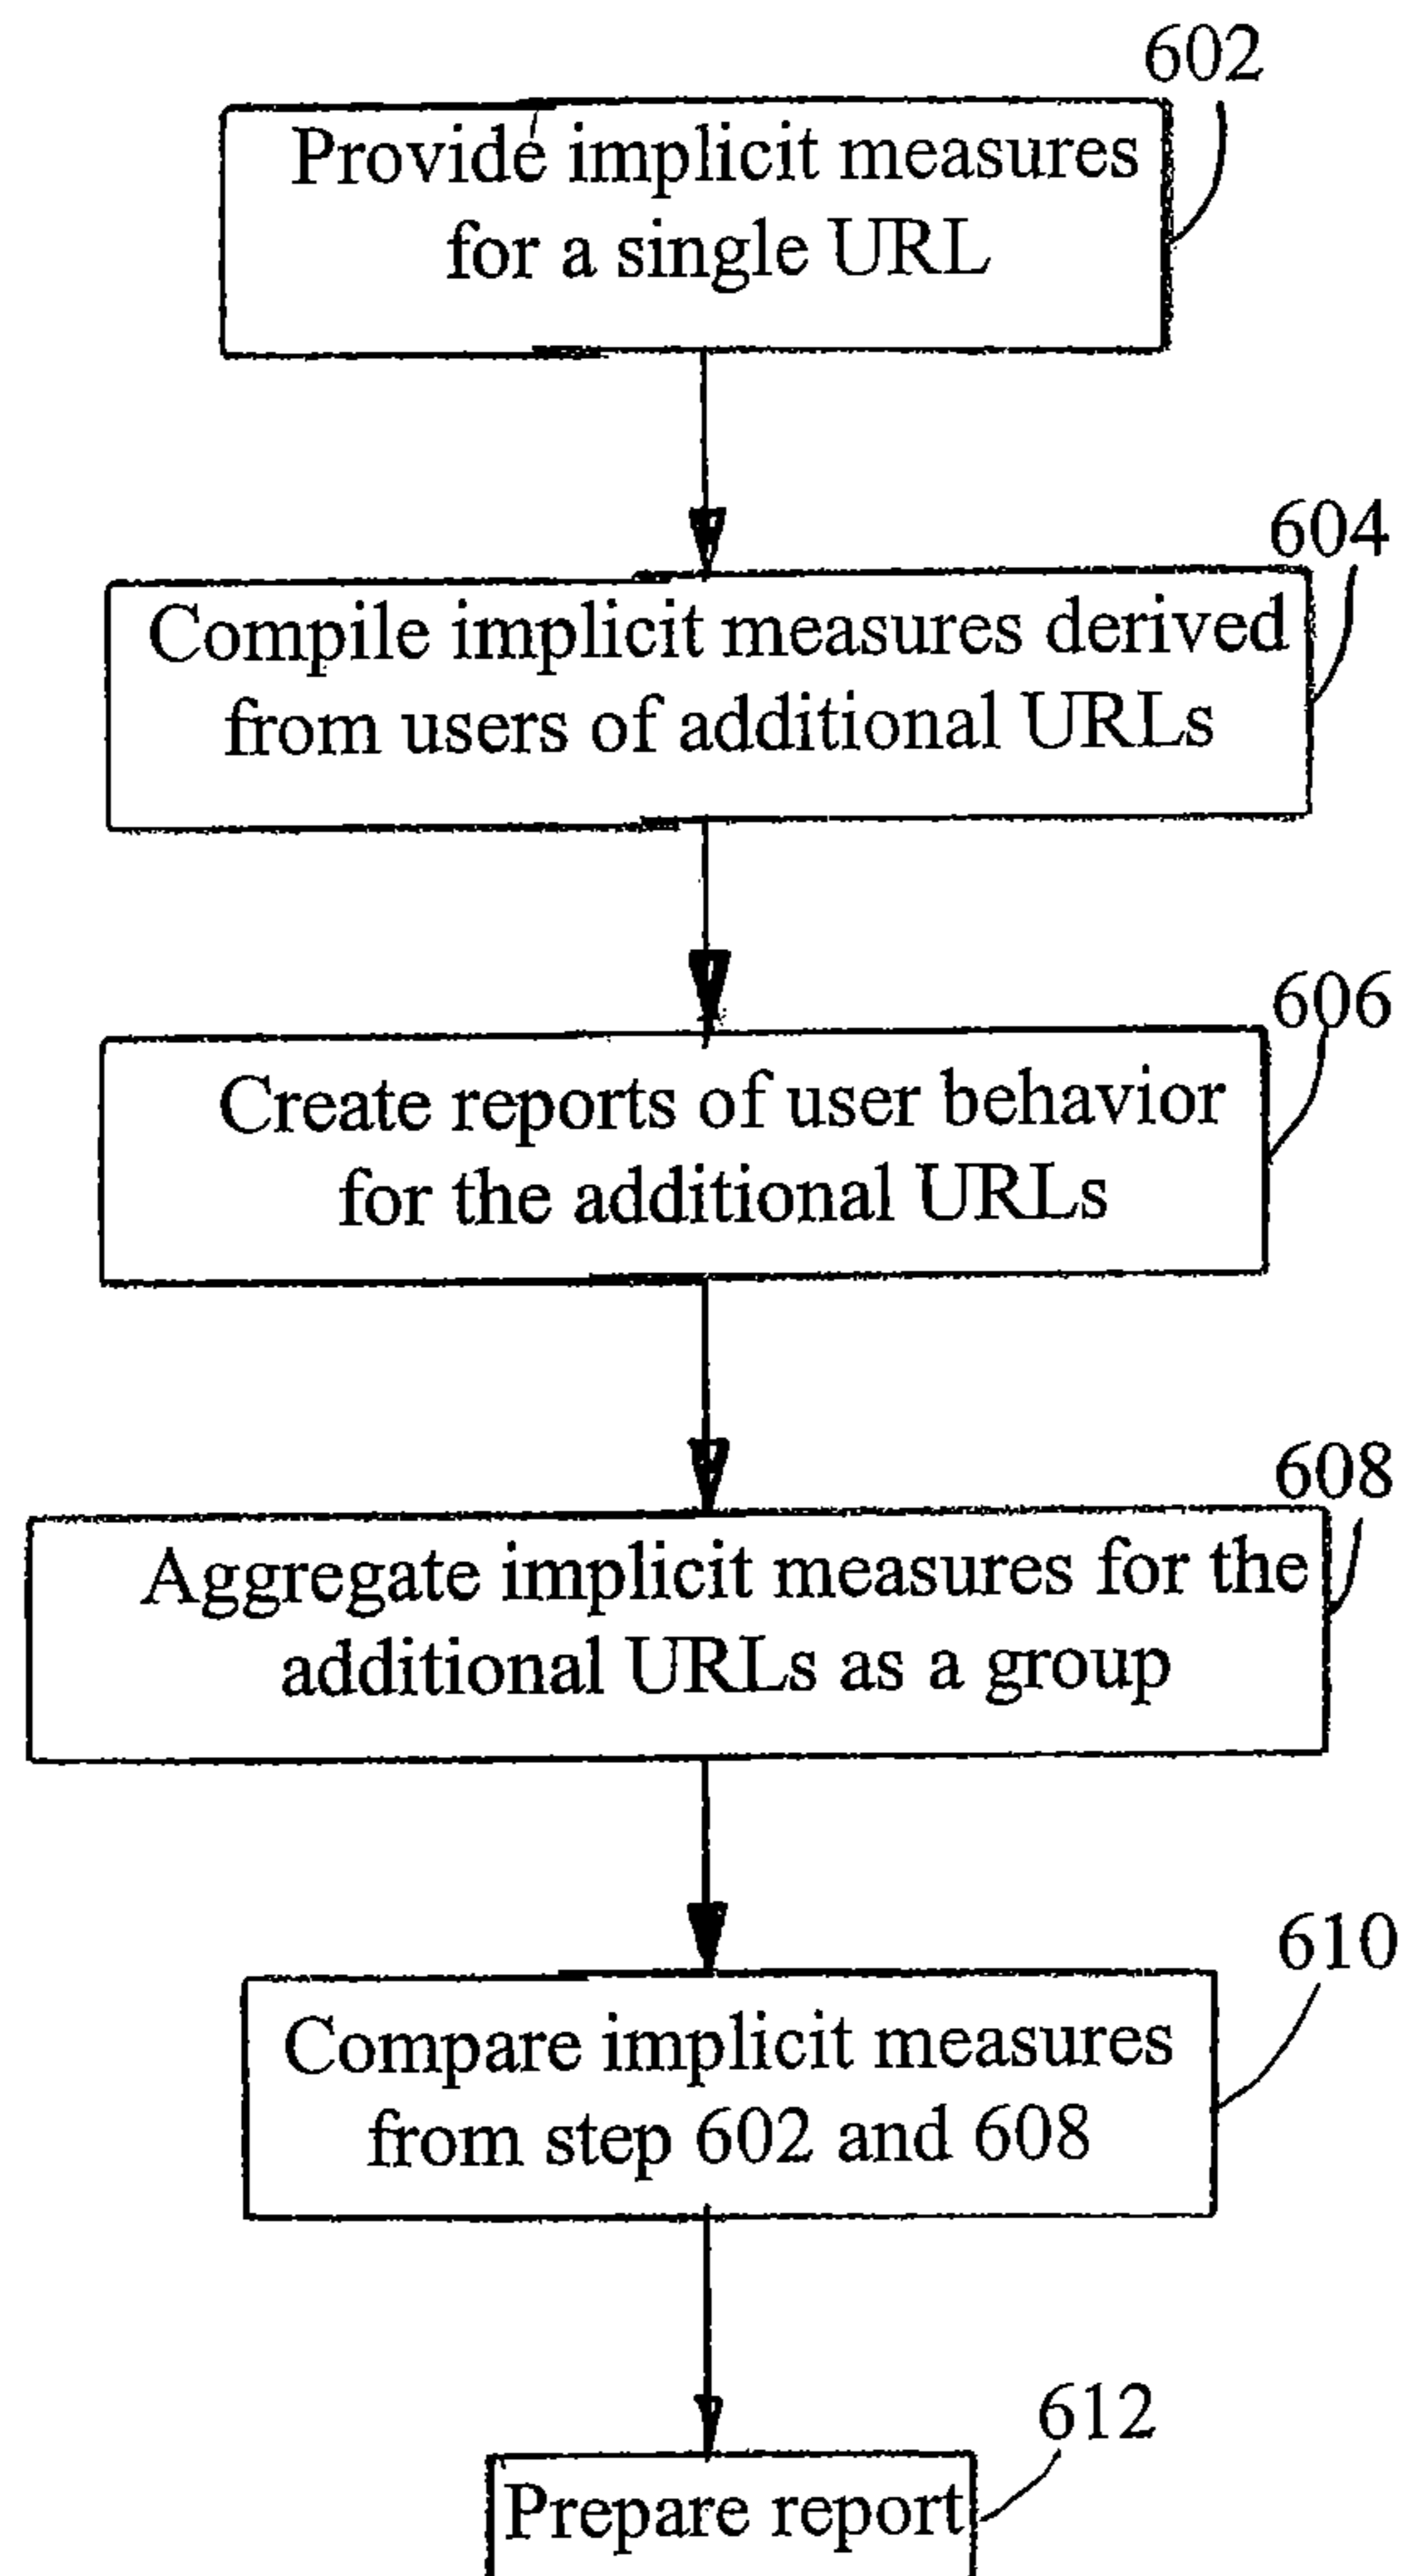 602
Provide implicit measures
for a single URL
604
Compile implicit measures derived
from users of additional URLs
606
Create reports of user behavior
for the additional URLs
608
Aggregate implicit measures for the
additional URLs as a group
610
Compare implicit measures
from step 602 and 608
612
Prepare report